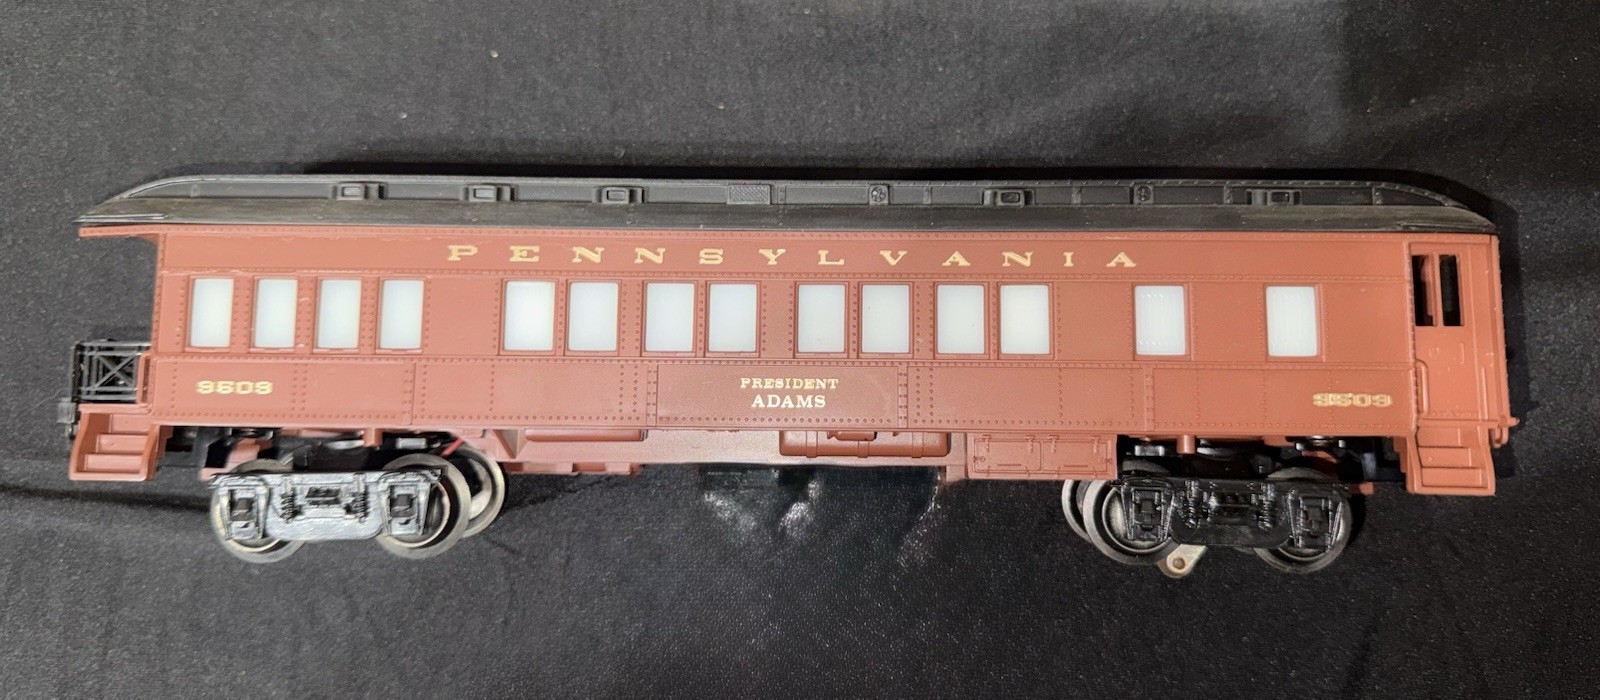 PENNSYLVANIA
9509
PRESIDENT
ADAMS
9509